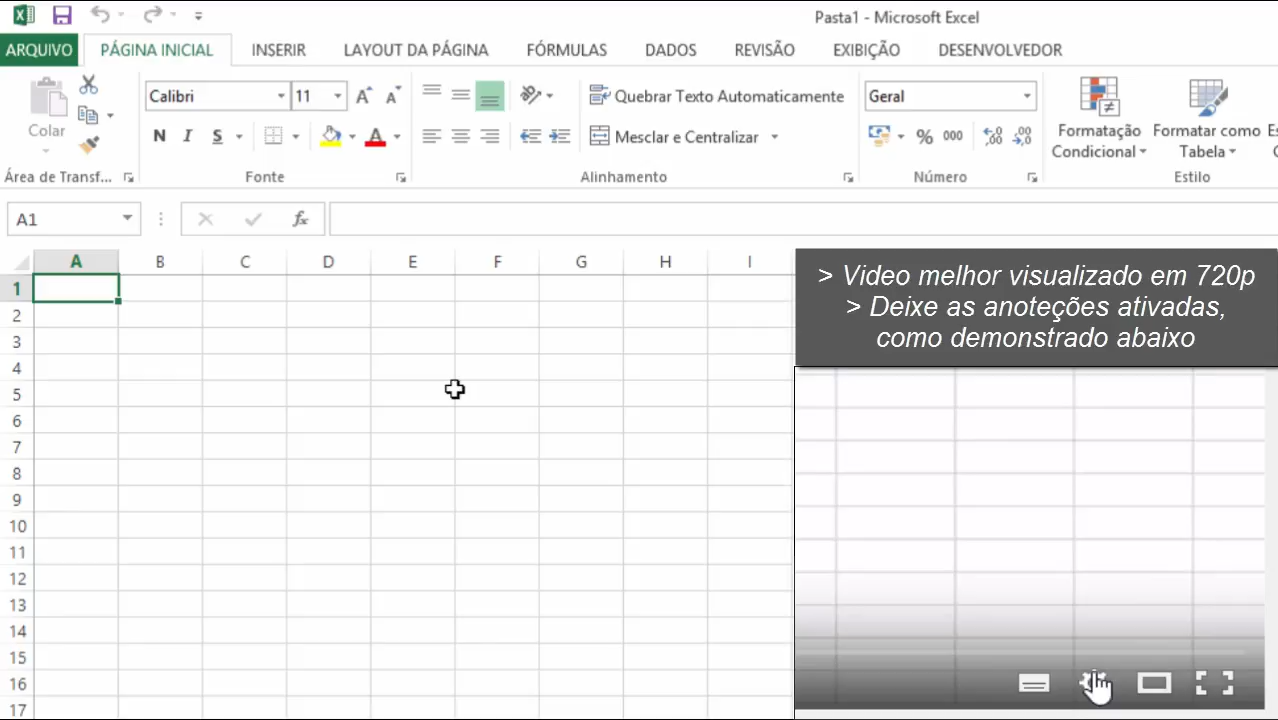 Pasta1 - Microsoft Excel
ARQUIVO PÁGINA INICIAL INSERIR LAYOUT DA PÁGINA FÓRMULAS DADOS REVISÃO EXIBIÇÃO DESENVOLVEDOR
Calibri 11 A A Quebrar Texto Automaticamente Geral
Colar N I S A Mesclar e Centralizar % 000 ,00 ,00 Formatação Condicional Formatar como Tabela
Área de Transf... Fonte Alinhamento Número Estilo
A1 fx
A B C D E F G H I
> Video melhor visualizado em 720p
> Deixe as anoteções ativadas,
como demonstrado abaixo
1
2
3
4
5
6
7
8
9
10
11
12
13
14
15
16
17